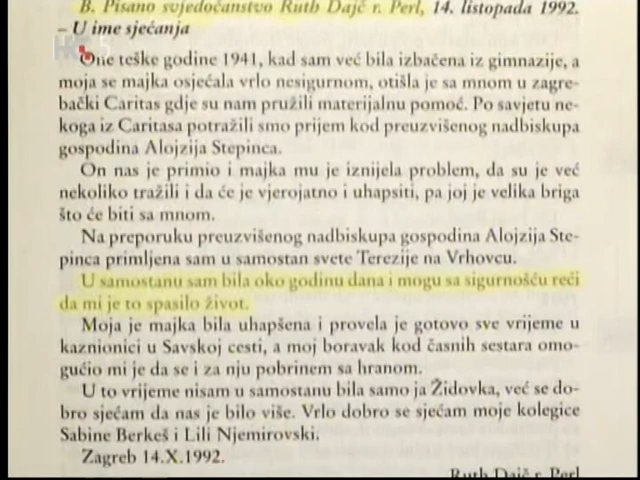 B. Pisano svjedočanstvo Ruth Dajč r. Perl, 14. listopada 1992.
– U ime sjećanja
One teške godine 1941, kad sam već bila izbačena iz gimnazije, a
moja se majka osjećala vrlo nesigurnom, otišla je sa mnom u zagre-
bački Caritas gdje su nam pružili materijalnu pomoć. Po savjetu ne-
koga iz Caritasa potražili smo prijem kod preuzvišenog nadbiskupa
gospodina Alojzija Stepinca.
On nas je primio i majka mu je iznijela problem, da su je već
nekoliko tražili i da će je vjerojatno i uhapsiti, pa joj je velika briga
što će biti sa mnom.
Na preporuku preuzvišenog nadbiskupa gospodina Alojzija Ste-
pinca primljena sam u samostan svete Terezije na Vrhovcu.
U samostanu sam bila oko godinu dana i mogu sa sigurnošću reći
da mi je to spasilo život.
Moja je majka bila uhapšena i provela je gotovo sve vrijeme u
kaznionici u Savskoj cesti, a moj boravak kod časnih sestara omo-
gućio mi je da se i za nju pobrinem sa hranom.
U to vrijeme nisam u samostanu bila samo ja Židovka, već se do-
bro sjećam da nas je bilo više. Vrlo dobro se sjećam moje kolegice
Sabine Berkeš i Lili Njemirovski.
Zagreb 14.X.1992.
Ruth Dajč r. Perl